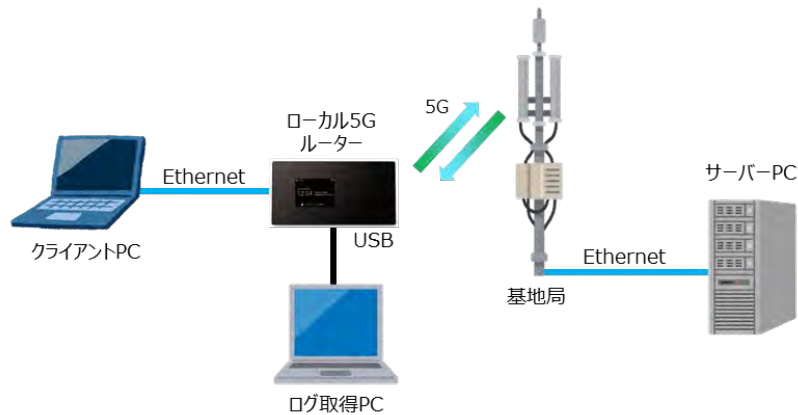 ローカル5G
ルーター
5G
サーバーPC
Ethernet
クライアントPC
USB
Ethernet
基地局
ログ取得PC